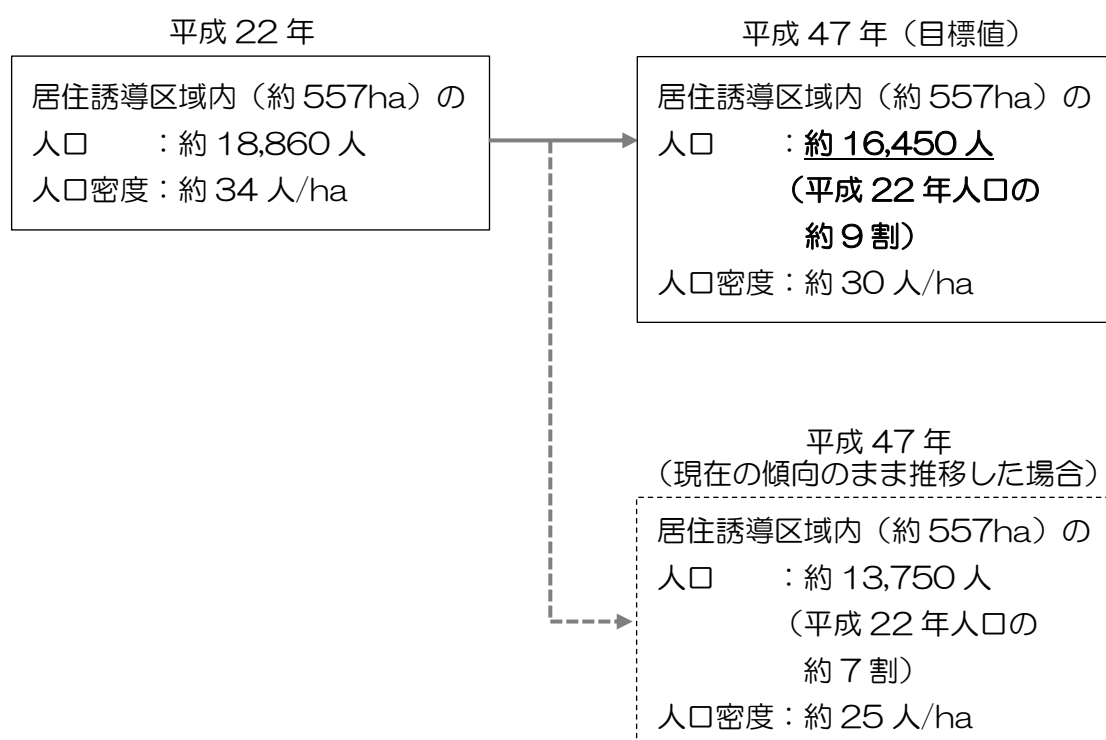 平成 22 年
居住誘導区域内（約 557ha）の
人口　　：約 18,860 人
人口密度：約 34 人/ha
平成 47 年（目標値）
居住誘導区域内（約 557ha）の
人口　　：約 16,450 人
（平成 22 年人口の
約 9 割）
人口密度：約 30 人/ha
平成 47 年
（現在の傾向のまま推移した場合）
居住誘導区域内（約 557ha）の
人口　　：約 13,750 人
（平成 22 年人口の
約 7 割）
人口密度：約 25 人/ha